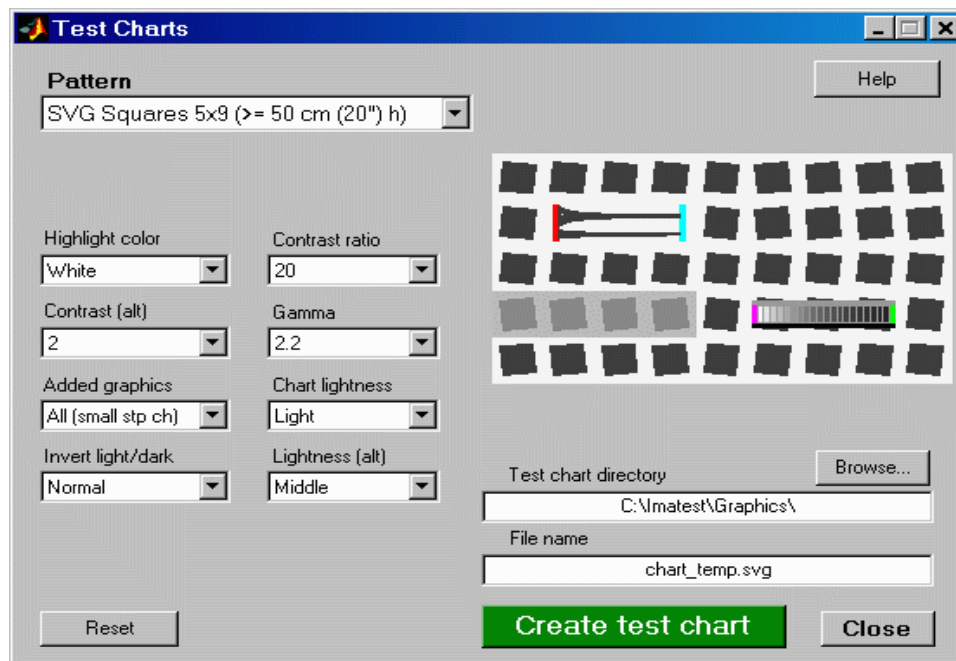 Test Charts
Pattern
Help
SVG Squares 5x9 (>= 50 cm (20") h)
Highlight color
Contrast ratio
White
20
Contrast (alt)
Gamma
2
2.2
Added graphics
Chart lightness
All (small stp ch)
Light
Invert light/dark
Lightness (alt)
Normal
Middle
Test chart directory
Browse...
C:\Imatest\Graphics\
File name
chart_temp.svg
Reset
Create test chart
Close